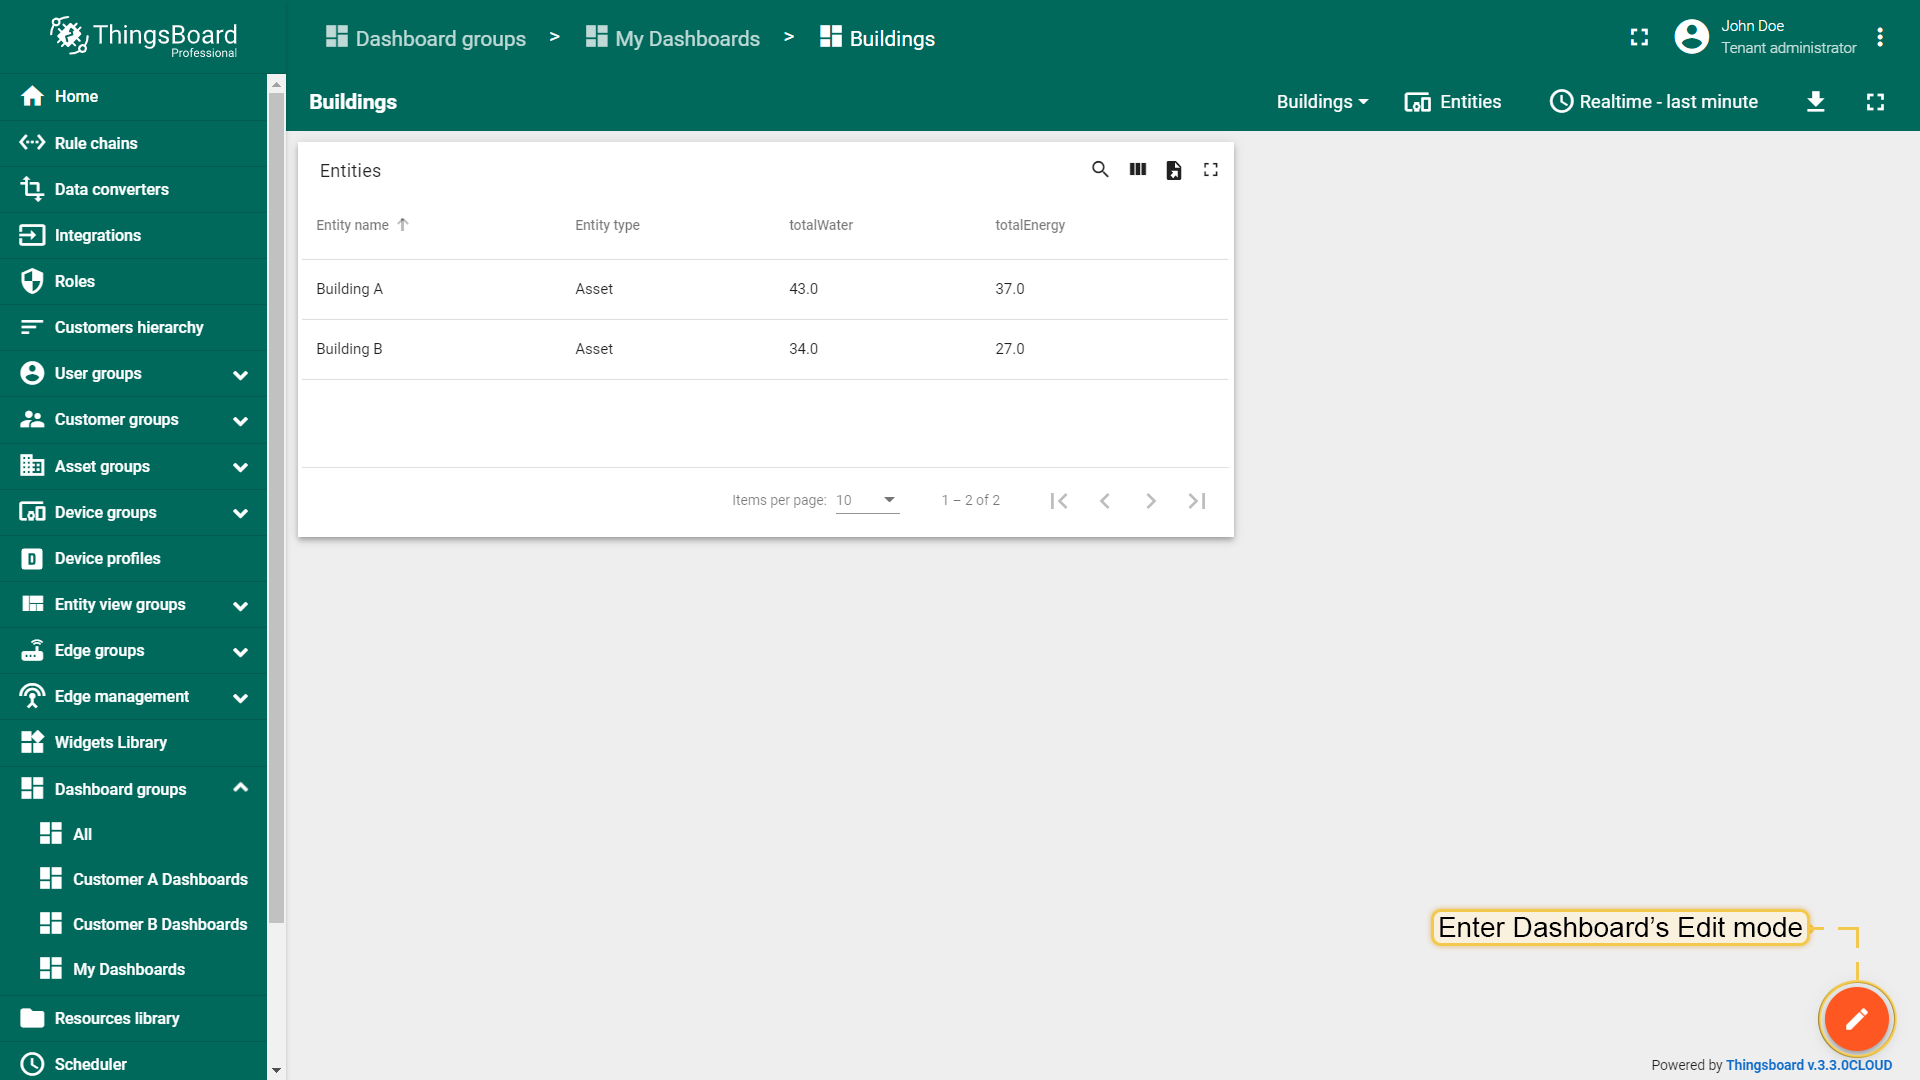 ThingsBoard
Professional
Dashboard groups > My Dashboards > Buildings
John Doe
Tenant administrator
Home
Rule chains
Data converters
Integrations
Roles
Customers hierarchy
User groups
Customer groups
Asset groups
Device groups
D Device profiles
Entity view groups
Edge groups
Edge management
Widgets Library
Dashboard groups
All
Customer A Dashboards
Customer B Dashboards
My Dashboards
Resources library
Scheduler
Buildings
Buildings Entities Realtime - last minute
Entities
Entity name Entity type totalWater totalEnergy
Building A Asset 43.0 37.0
Building B Asset 34.0 27.0
Items per page: 10 1 – 2 of 2
Enter Dashboard’s Edit mode
Powered by Thingsboard v.3.3.0CLOUD